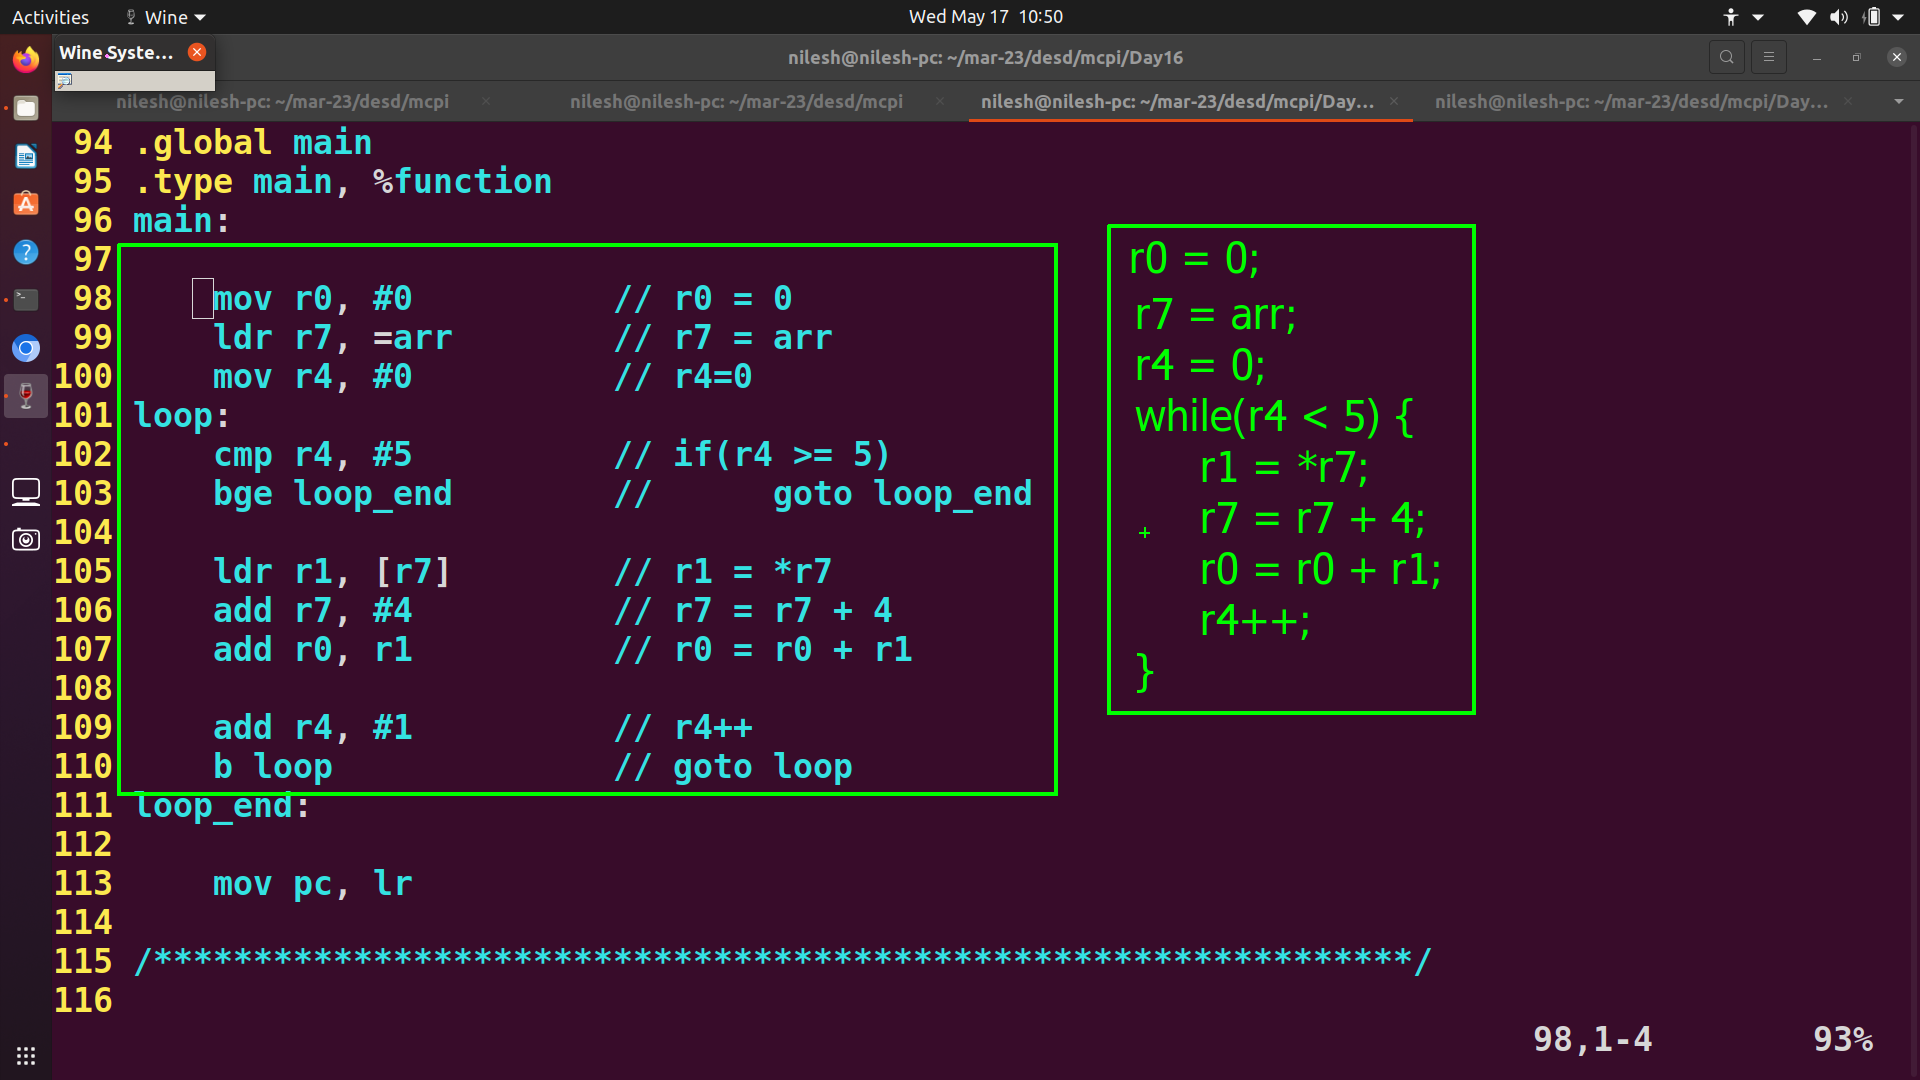 Activities
Wine
Wed May 17 10:50
Wine Syste...
nilesh@nilesh-pc: ~/mar-23/desd/mcpi/Day16
nilesh@nilesh-pc: ~/mar-23/desd/mcpi
nilesh@nilesh-pc: ~/mar-23/desd/mcpi
nilesh@nilesh-pc: ~/mar-23/desd/mcpi/Day...
nilesh@nilesh-pc: ~/mar-23/desd/mcpi/Day...
94 .global main
95 .type main, %function
96 main:
97
98 mov r0, #0 // r0 = 0
99 ldr r7, =arr // r7 = arr
100 mov r4, #0 // r4=0
101 loop:
102 cmp r4, #5 // if(r4 >= 5)
103 bge loop_end // goto loop_end
104
105 ldr r1, [r7] // r1 = *r7
106 add r7, #4 // r7 = r7 + 4
107 add r0, r1 // r0 = r0 + r1
108
109 add r4, #1 // r4++
110 b loop // goto loop
111 loop_end:
112
113 mov pc, lr
114
115 /***************************************************************/
116
98,1-4 93%
r0 = 0;
r7 = arr;
r4 = 0;
while(r4 < 5) {
r1 = *r7;
r7 = r7 + 4;
r0 = r0 + r1;
r4++;
}